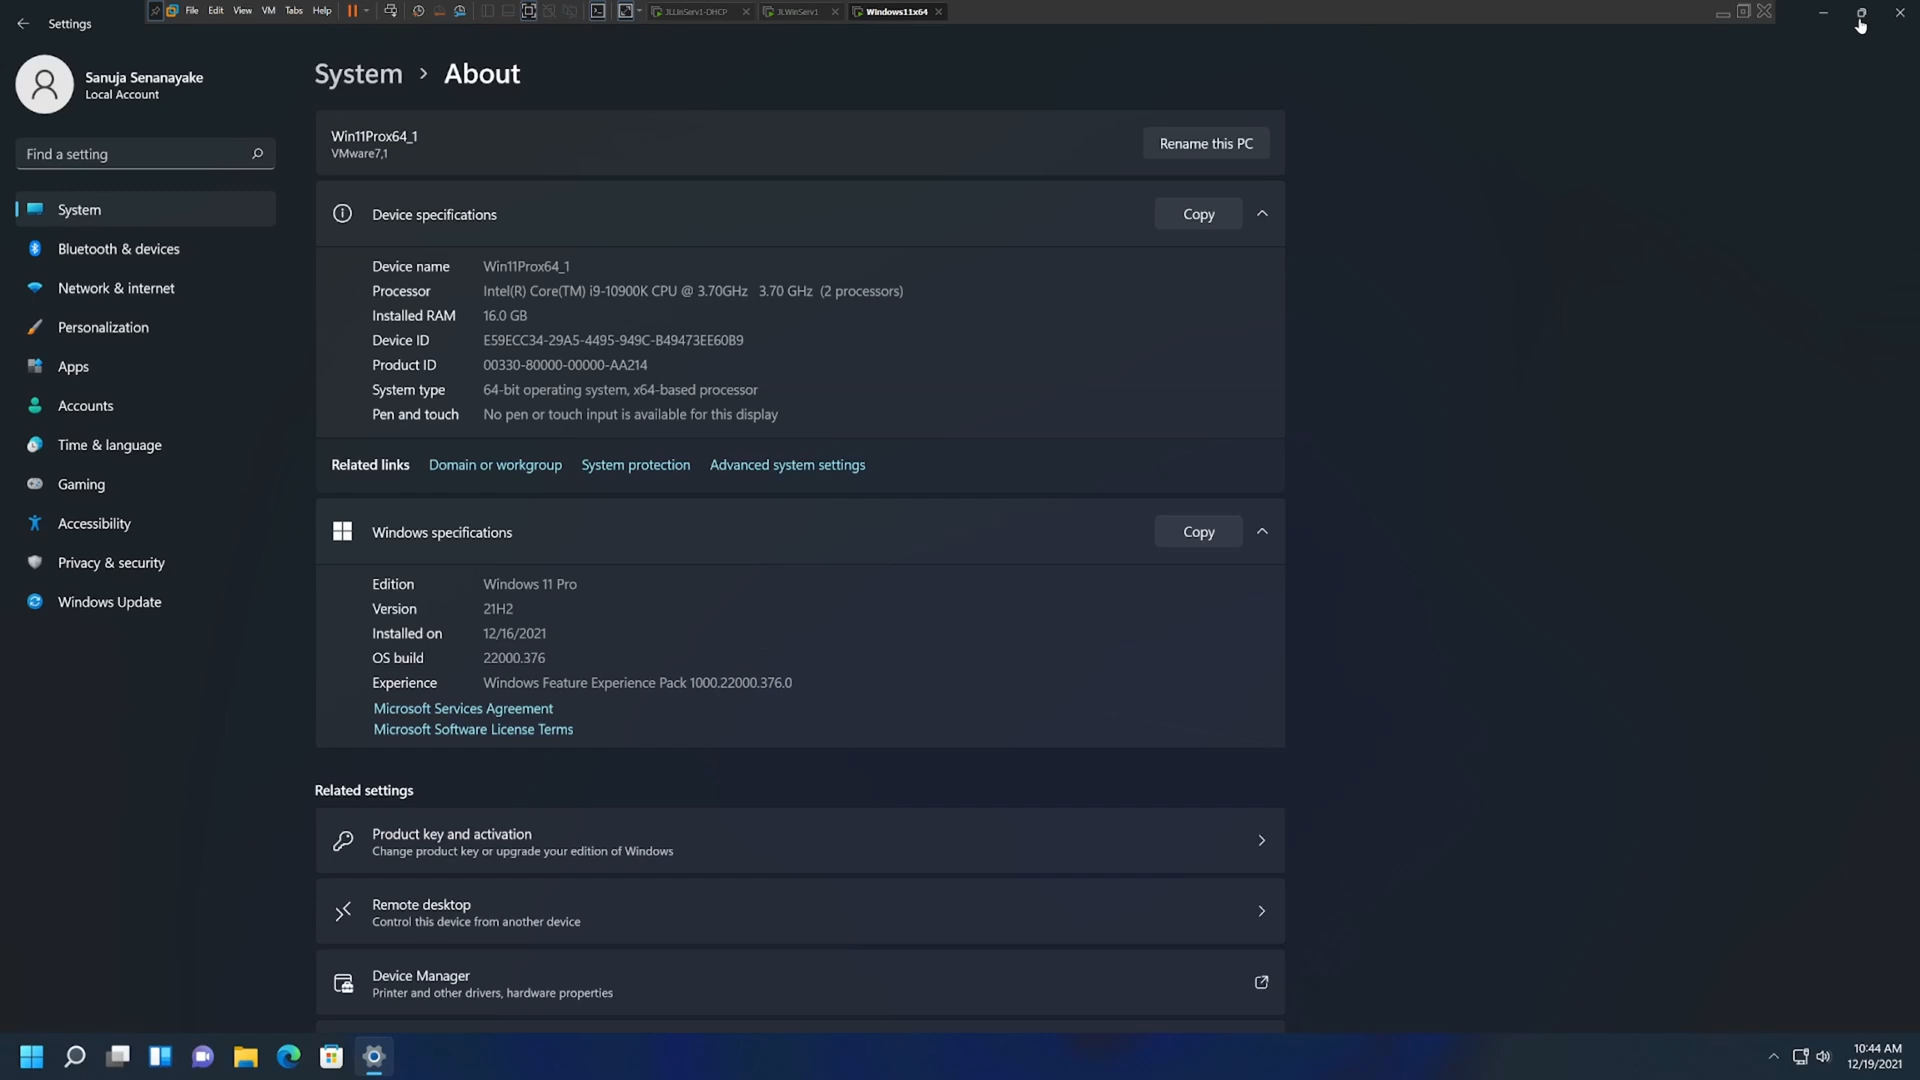 File Edit View VM Tabs Help
JLLinServ1-DHCP
JLWinServ1
Windows11x64
Settings
Sanuja Senanayake
Local Account
Find a setting
System
Bluetooth & devices
Network & internet
Personalization
Apps
Accounts
Time & language
Gaming
Accessibility
Privacy & security
Windows Update
System > About
Win11Prox64_1
VMware7,1
Rename this PC
Device specifications
Copy
Device name Win11Prox64_1
Processor Intel(R) Core(TM) i9-10900K CPU @ 3.70GHz 3.70 GHz (2 processors)
Installed RAM 16.0 GB
Device ID E59ECC34-29A5-4495-949C-B49473EE60B9
Product ID 00330-80000-00000-AA214
System type 64-bit operating system, x64-based processor
Pen and touch No pen or touch input is available for this display
Related links Domain or workgroup System protection Advanced system settings
Windows specifications
Copy
Edition Windows 11 Pro
Version 21H2
Installed on 12/16/2021
OS build 22000.376
Experience Windows Feature Experience Pack 1000.22000.376.0
Microsoft Services Agreement
Microsoft Software License Terms
Related settings
Product key and activation
Change product key or upgrade your edition of Windows
Remote desktop
Control this device from another device
Device Manager
Printer and other drivers, hardware properties
10:44 AM
12/19/2021